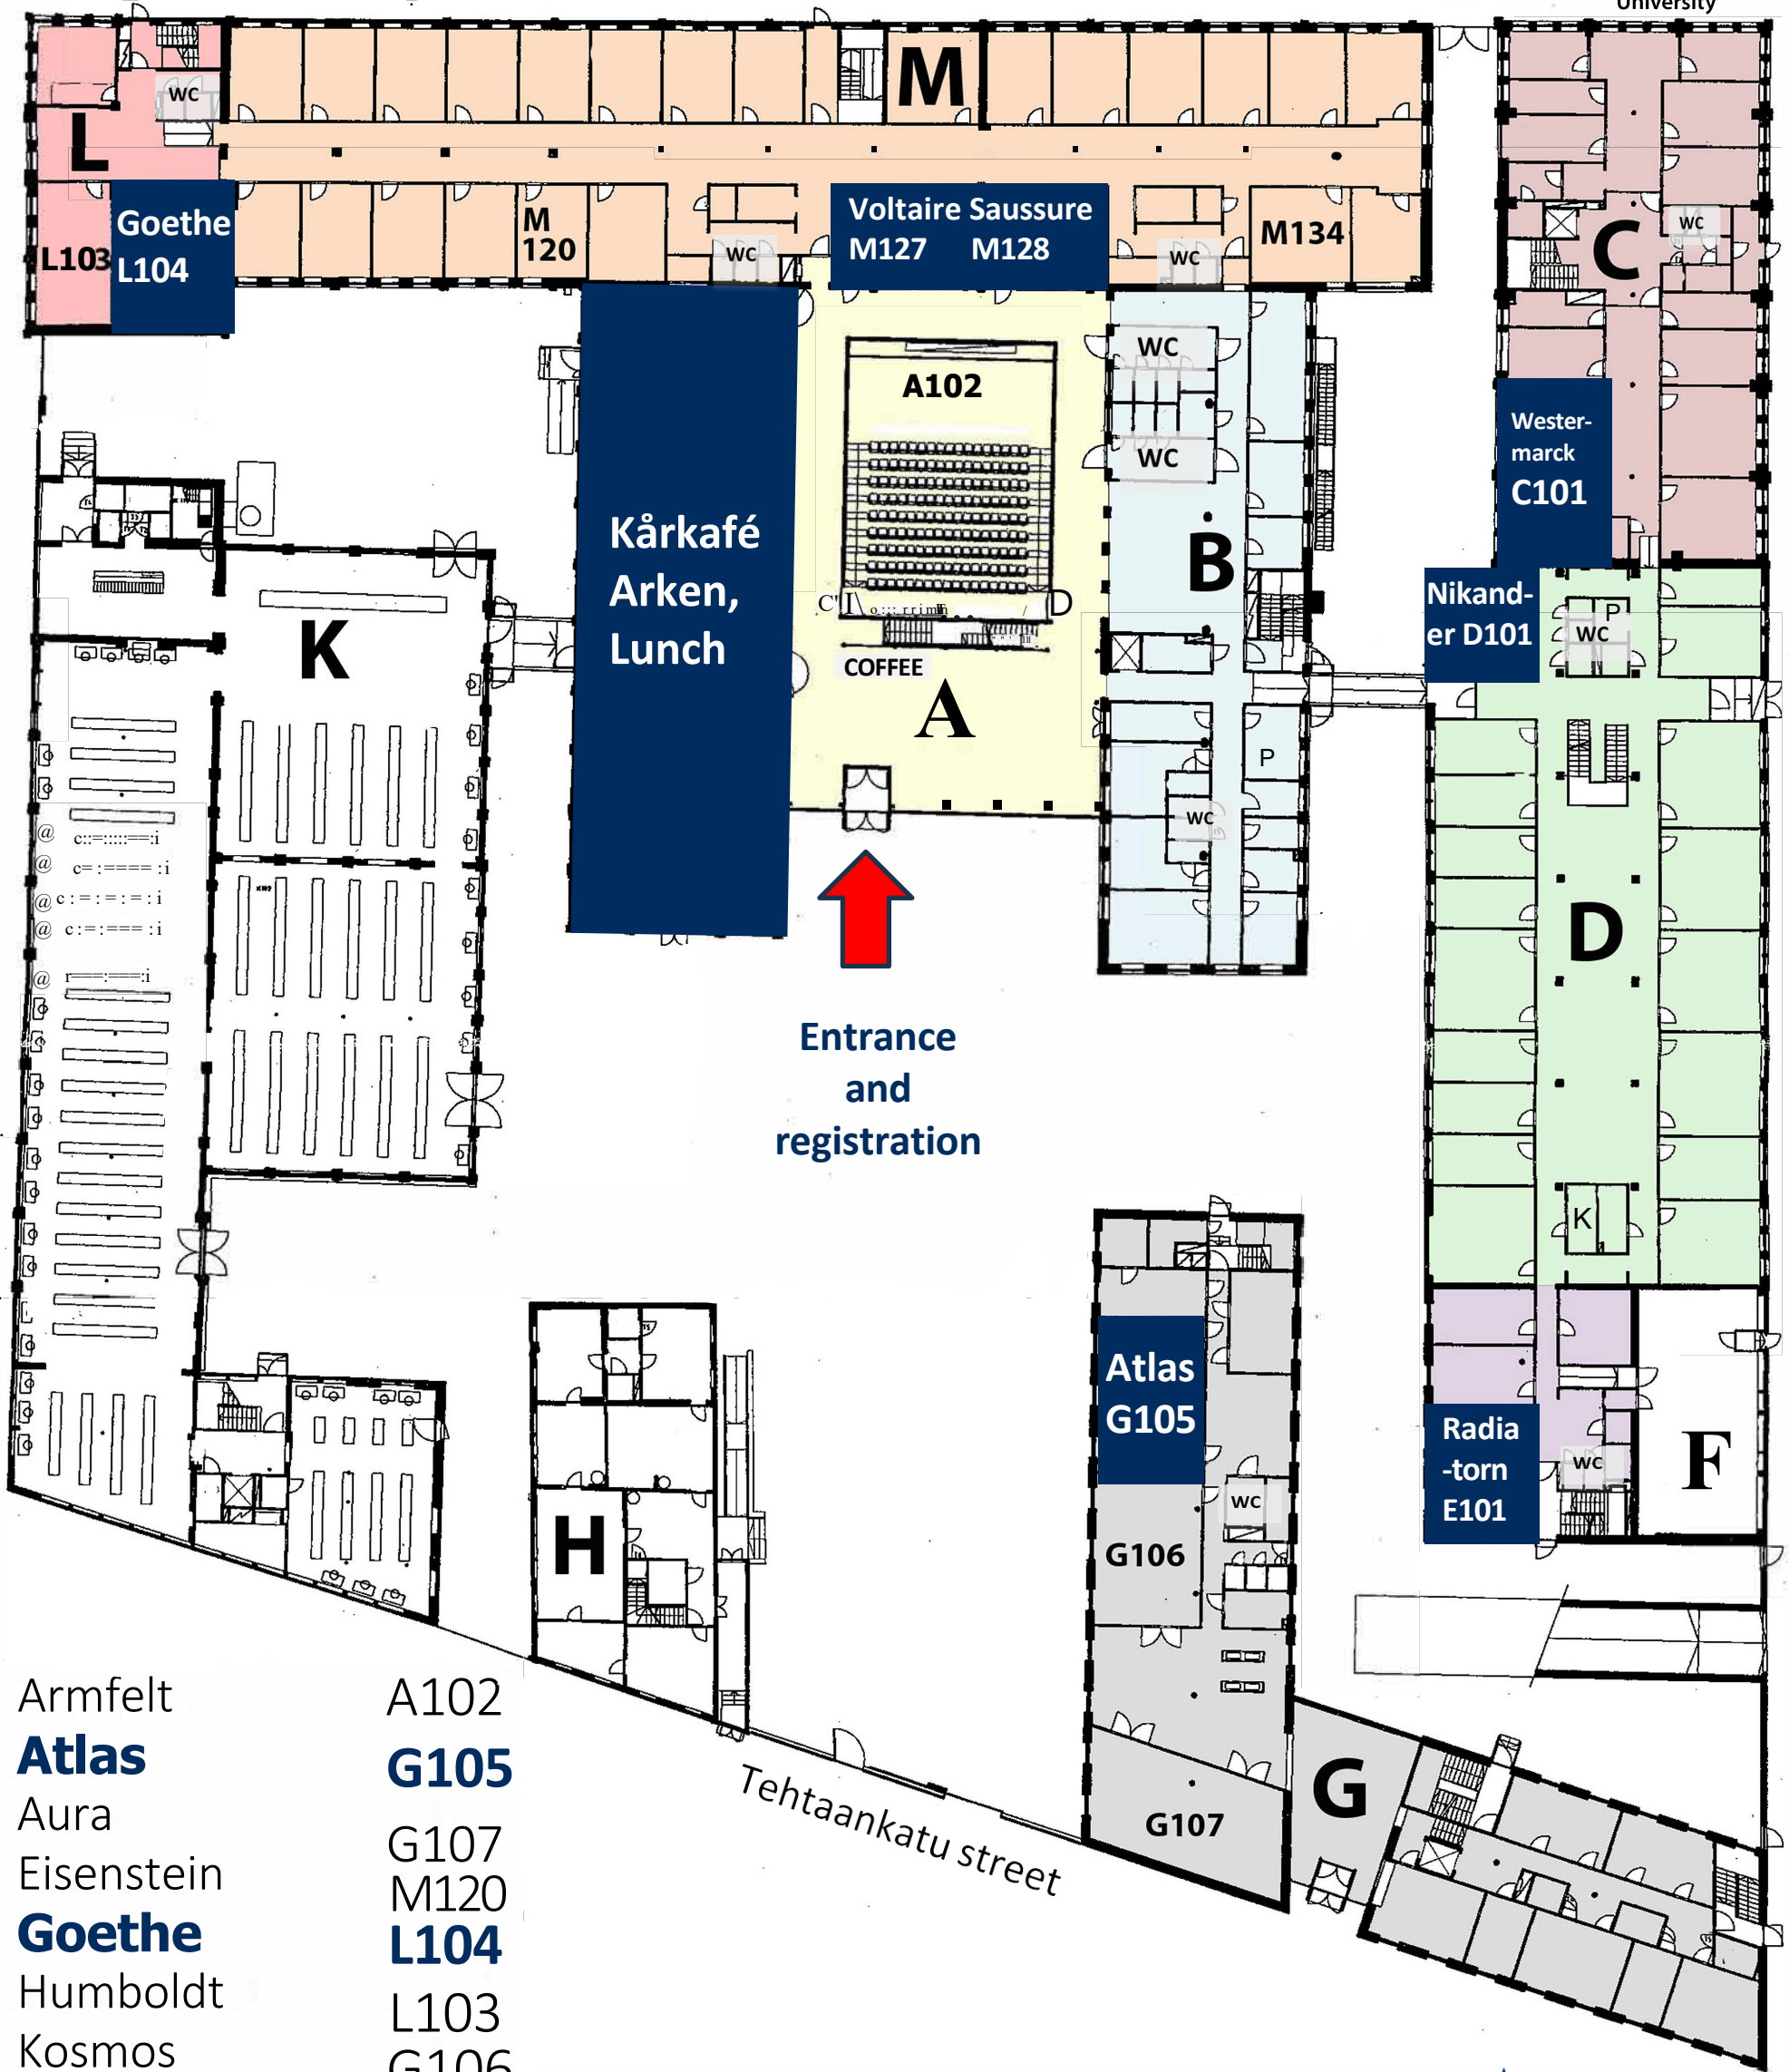 University
M
WC
L
L103
Goethe
L104
M
120
WC
Voltaire Saussure
M127 M128
WC
M134
C
WC
A102
WC
WC
Wester-
marck
C101
Kårkafé
Arken,
Lunch
B
K
COFFEE
A
D
Nikand-
er D101
P
WC
P
WC
D
Entrance
and
registration
K
Atlas
G105
WC
G106
Radia
-torn
E101
WC
F
H
G
G107
Tehtaankatu street
Armfelt A102
Atlas G105
Aura G107
Eisenstein M120
Goethe L104
Humboldt L103
Kosmos G106